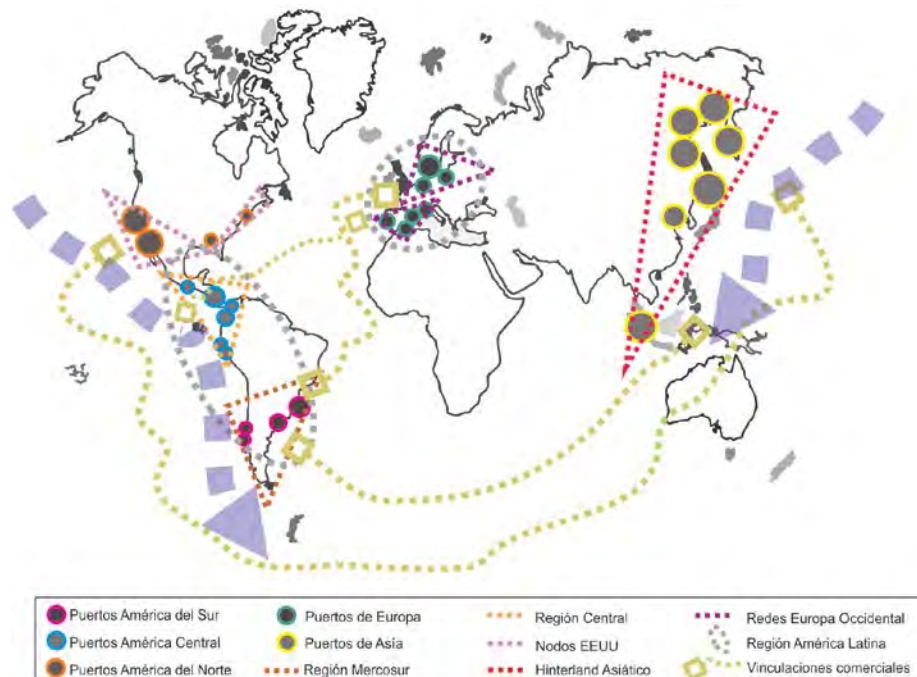 Puertos América del Sur
Puertos de Europa
Región Central
Redes Europa Occidental
Puertos América Central
Puertos de Asia
Nodos EEUU
Región América Latina
Puertos América del Norte
Región Mercosur
Hinterland Asiático
Vinculaciones comerciales